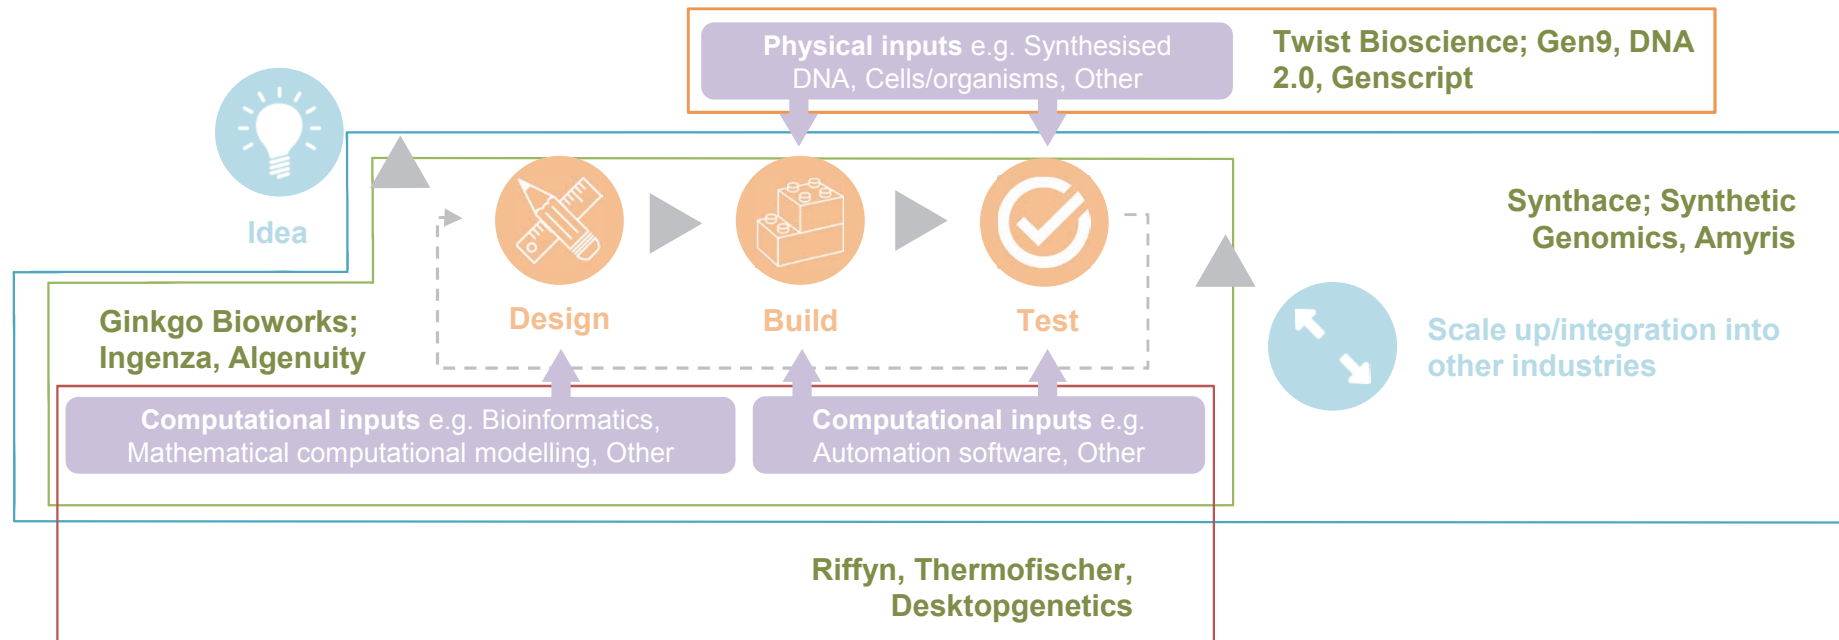 Physical inputs e.g. Synthesised
DNA, Cells/organisms, Other
Twist Bioscience; Gen9, DNA
2.0, Genscript
Idea
Design
Build
Test
Synthace; Synthetic
Genomics, Amyris
Ginkgo Bioworks;
Ingenza, Algenuity
Scale up/integration into
other industries
Computational inputs e.g. Bioinformatics,
Mathematical computational modelling, Other
Computational inputs e.g.
Automation software, Other
Riffyn, Thermofischer,
Desktopgenetics